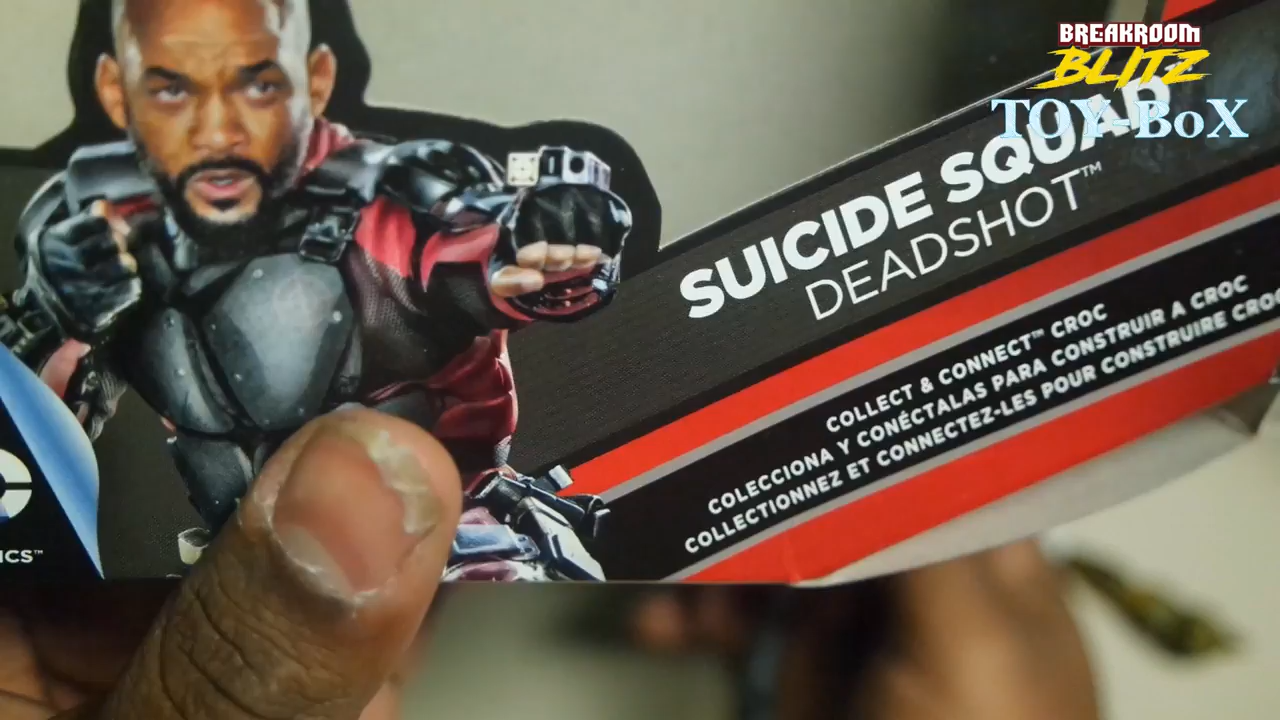 BREAKROOM
BLITZ
TOY-BoX
SUICIDE SQUAD
DEADSHOT™
COLLECT & CONNECT™ CROC
COLECCIONA Y CONÉCTALAS PARA CONSTRUIR A CROC
COLLECTIONNEZ ET CONNECTEZ-LES POUR CONSTRUIRE CROC